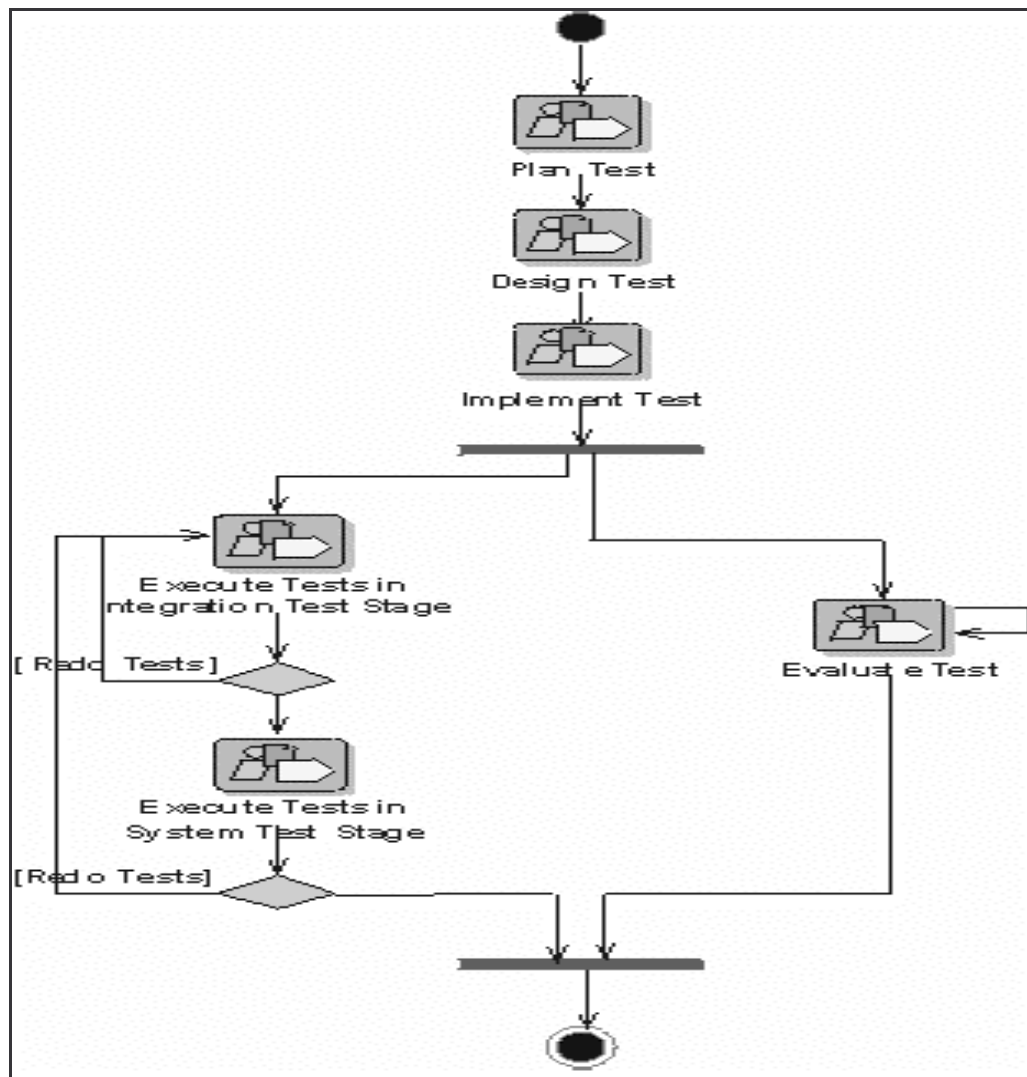 Plan Test
Design Test
Implement Test
Execute Tests in
ntegration Test Stage
[ Redo Tests]
Evaluate Test
Execute Tests in
System Test Stage
[Redo Tests]